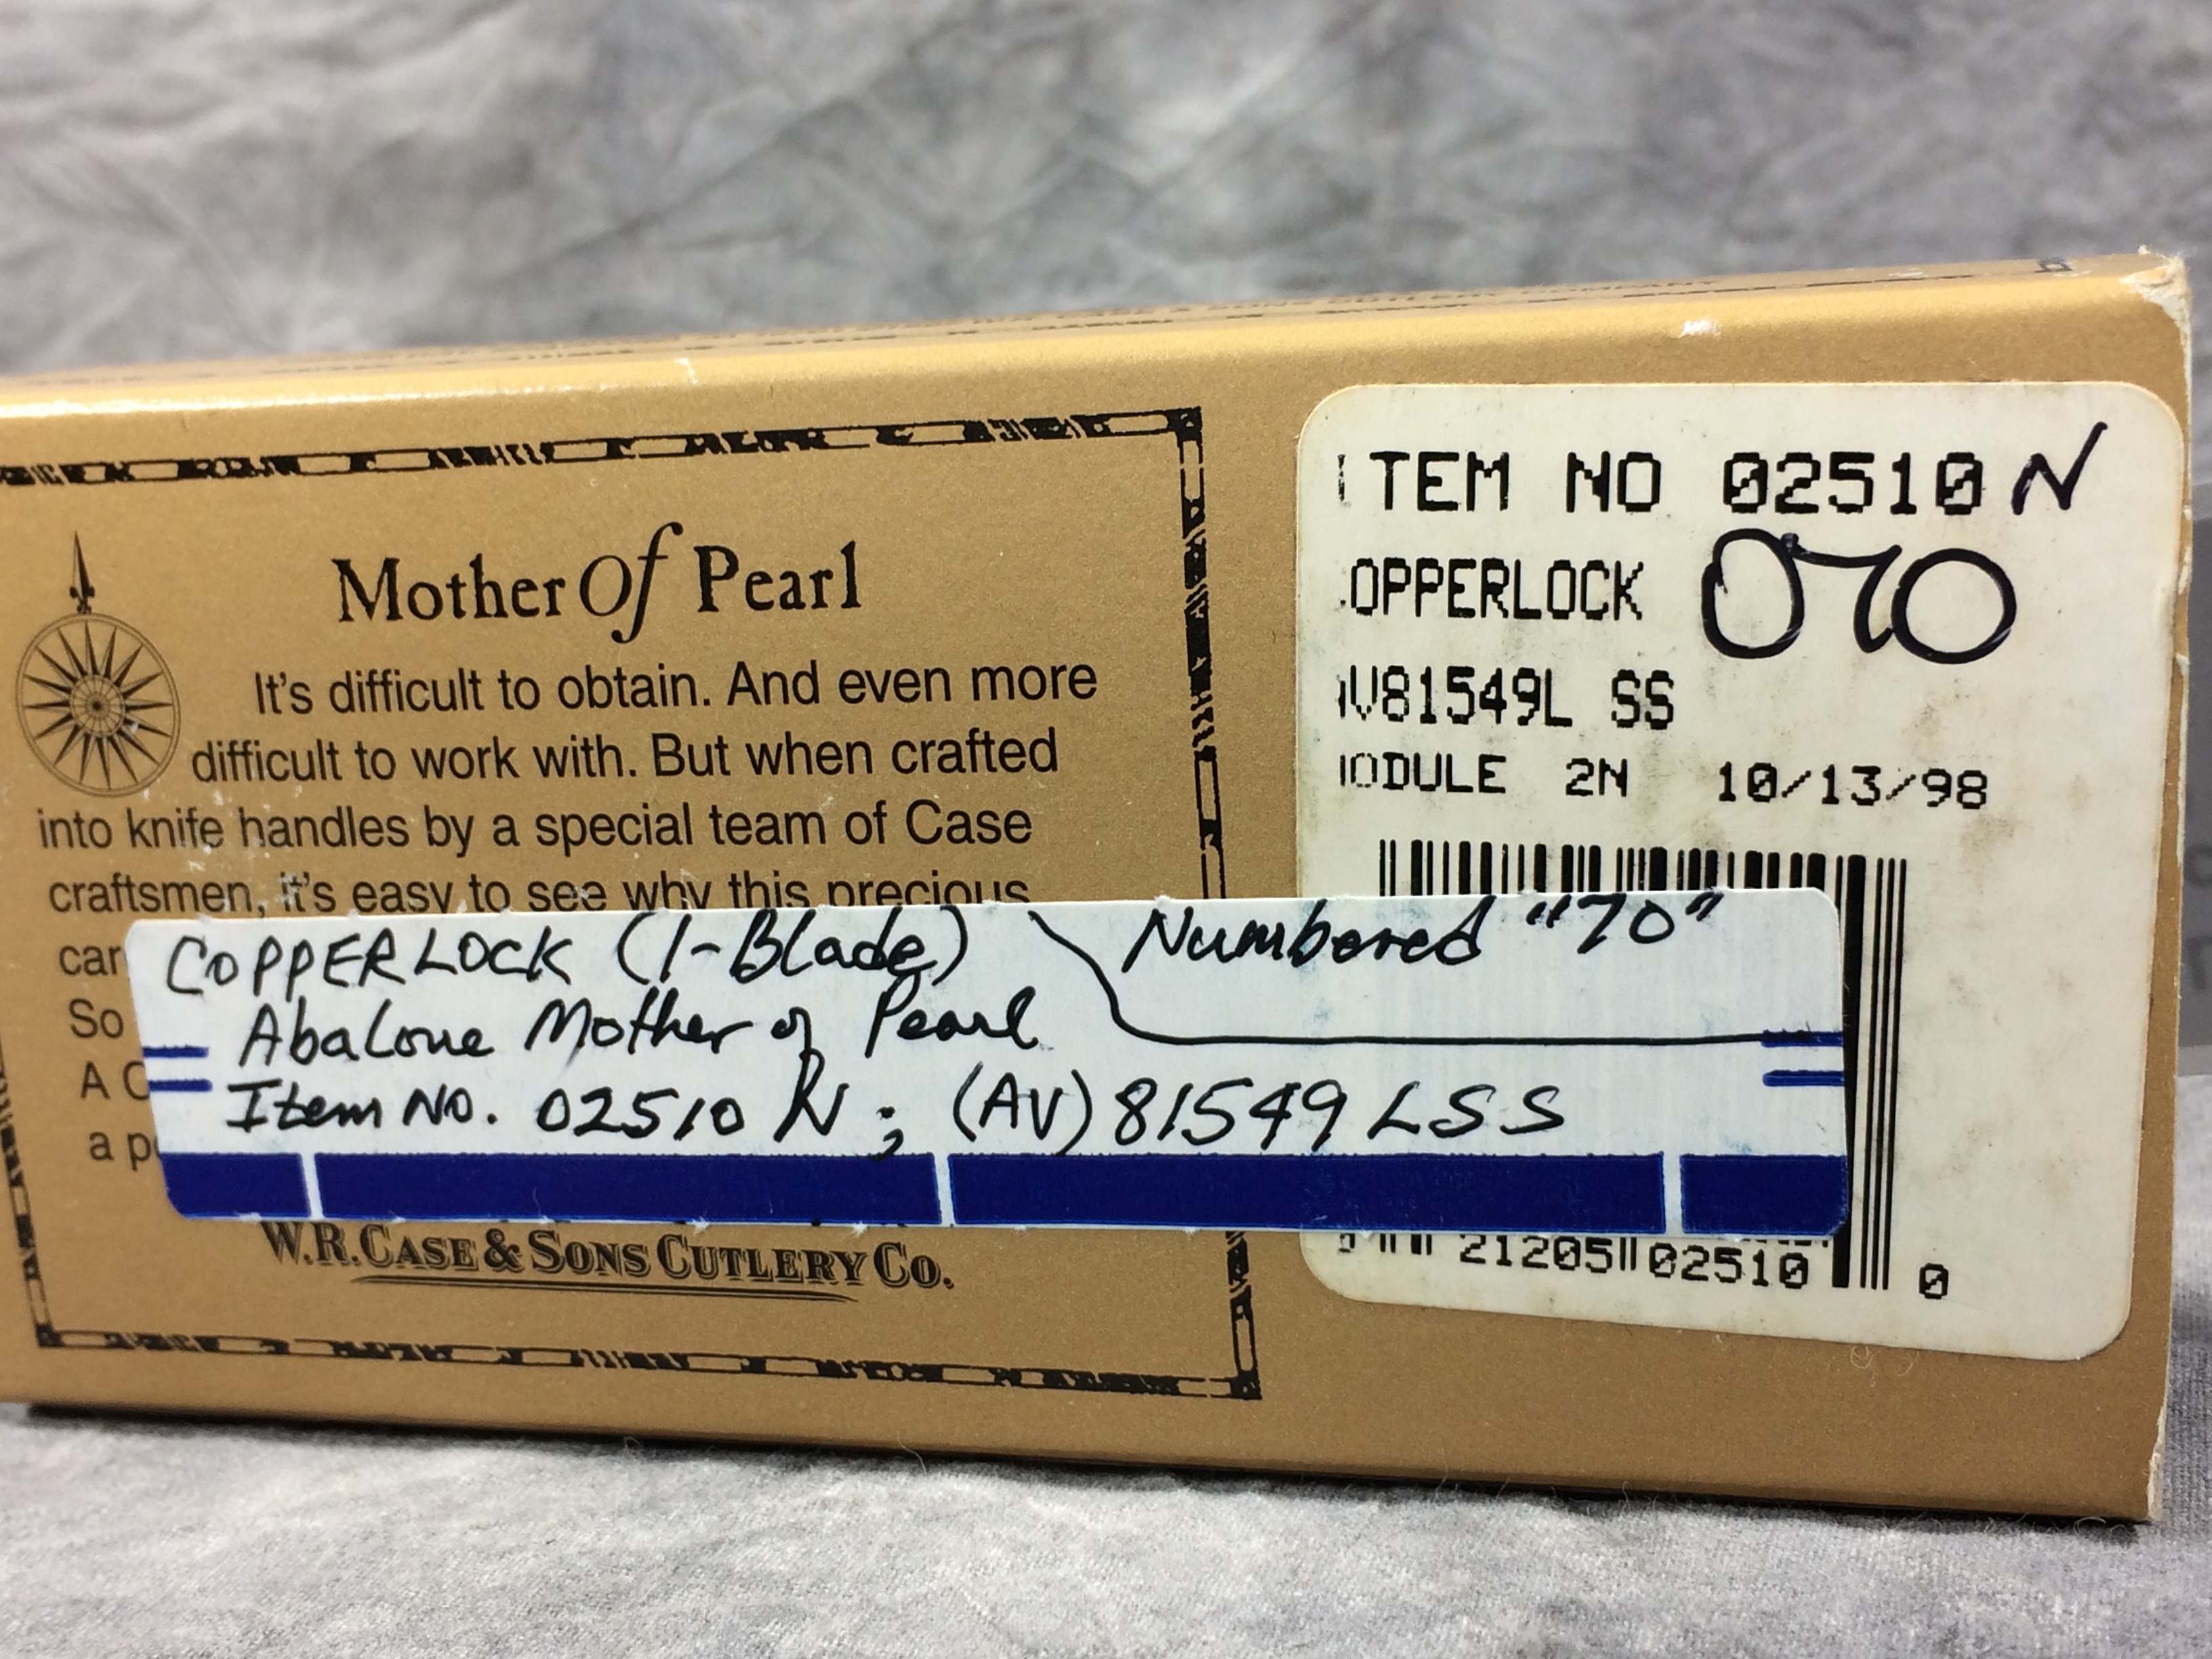 Mother Of Pearl
It's difficult to obtain. And even more
difficult to work with. But when crafted
into knife handles by a special team of Case
craftsmen, it's easy to see why this precious
car
So
A C
a p
W.R. CASE & SONS CUTLERY CO.
ITEM NO 02510 N
OPPERLOCK 070
V81549L SS
ODULE 2N 10/13/98
21205 02510 0
COPPERLOCK (1-Blade) Numbered "70"
Abalone Mother of Pearl
Item No. 02510 N; (AV) 81549 LSS